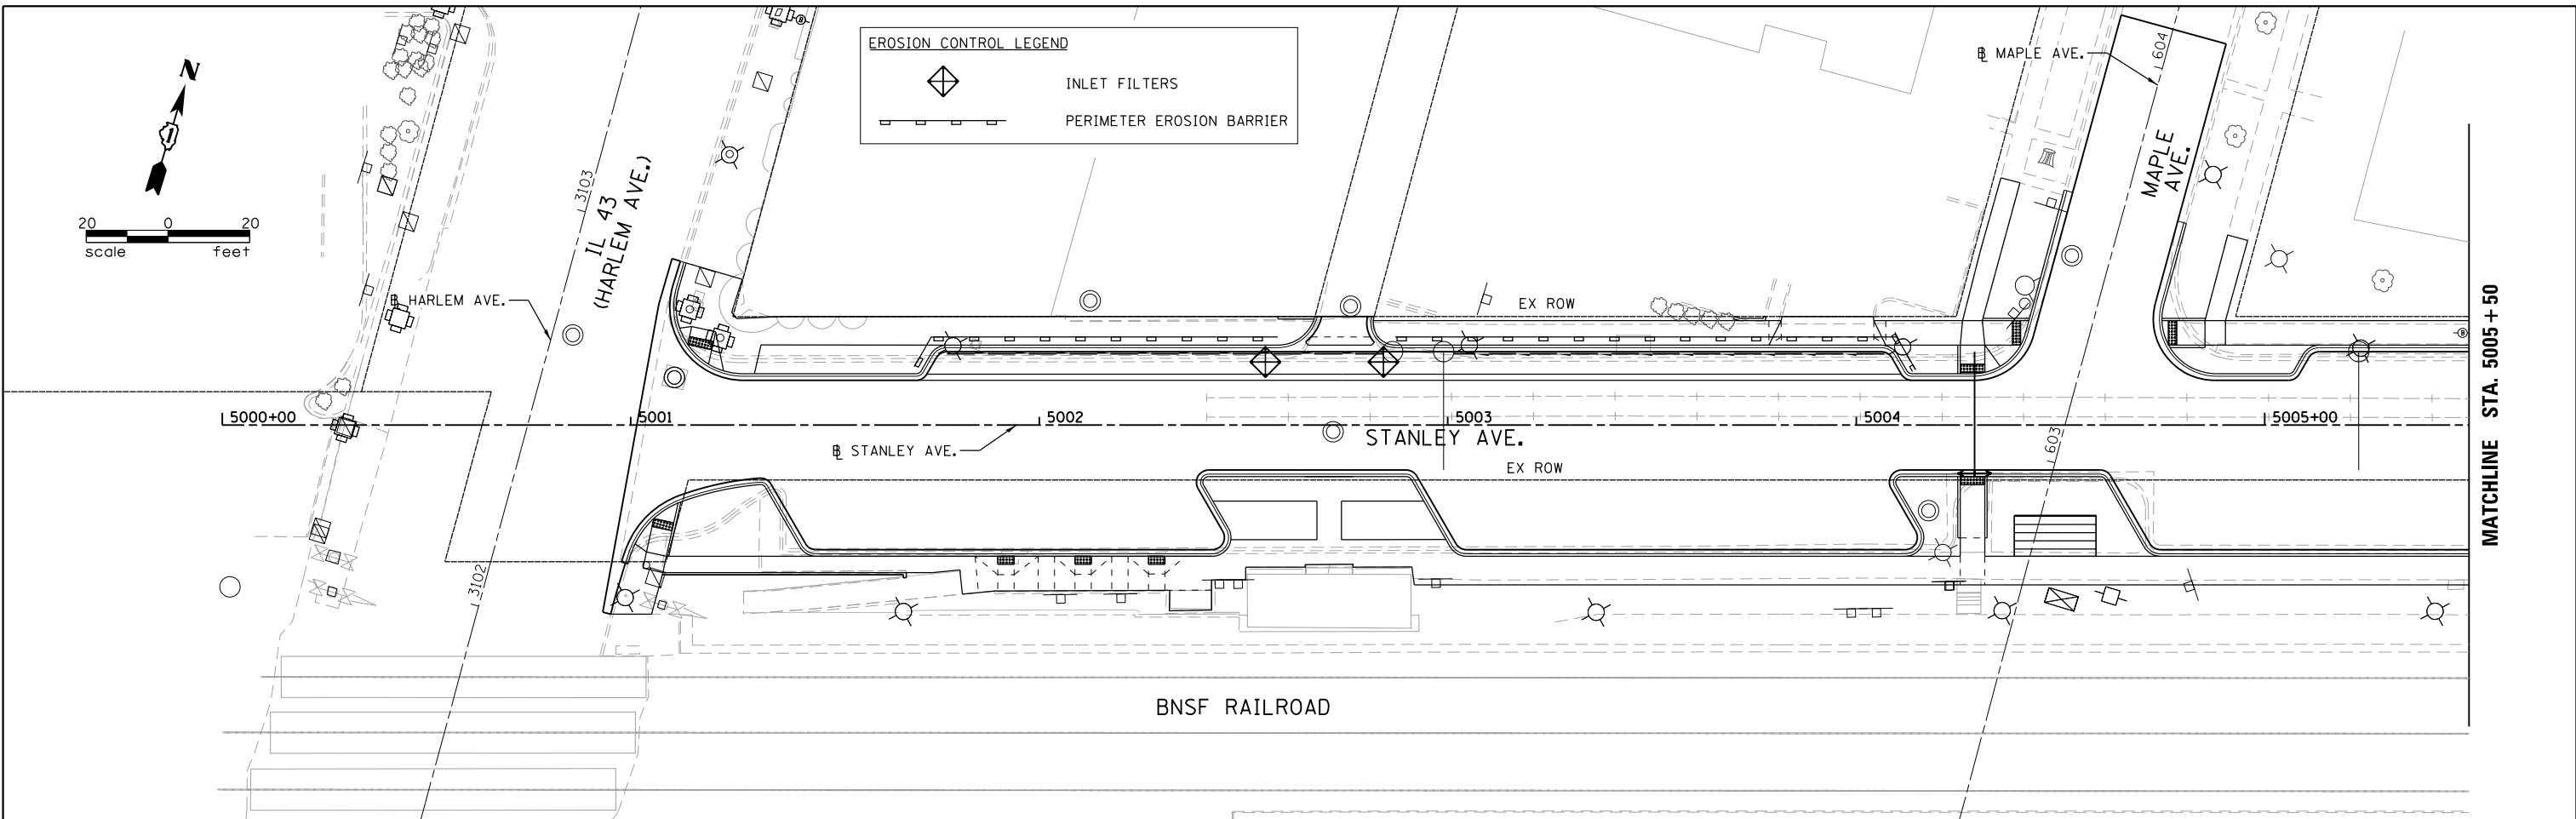 EROSION CONTROL LEGEND
INLET FILTERS
PERIMETER EROSION BARRIER
N
1
20 0 20
scale feet
℄ HARLEM AVE.
3103
IL 43
(HARLEM AVE.)
3102
℄ MAPLE AVE.
604
MAPLE
AVE.
603
EX ROW
5000+00
5001
5002
5003
5004
5005+00
℄ STANLEY AVE.
STANLEY AVE.
EX ROW
BNSF RAILROAD
MATCHLINE STA. 5005+50